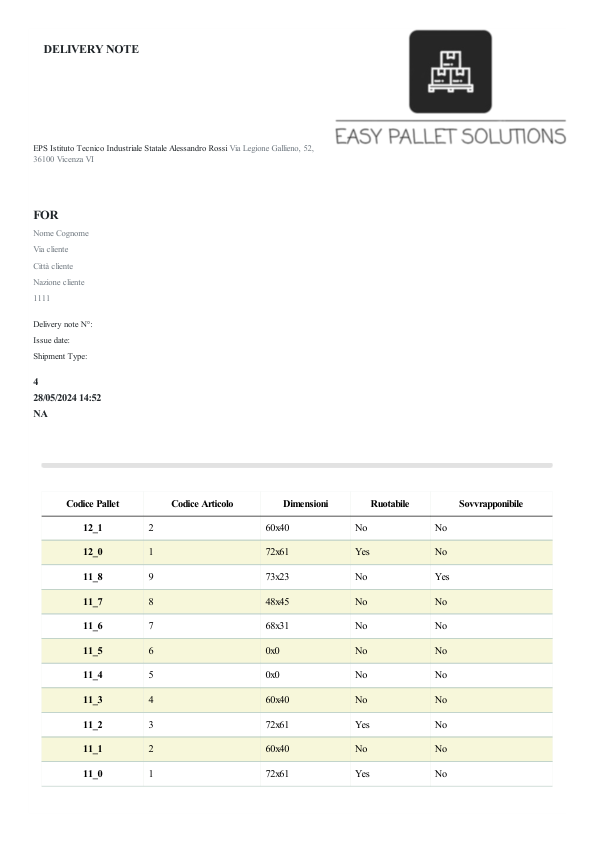 DELIVERY NOTE
EASY PALLET SOLUTIONS
EPS Istituto Tecnico Industriale Statale Alessandro Rossi Via Legione Gallieno, 52,
36100 Vicenza VI
FOR
Nome Cognome
Via cliente
Città cliente
Nazione cliente
1111
Delivery note N°:
Issue date:
Shipment Type:
4
28/05/2024 14:52
NA
Codice Pallet Codice Articolo Dimensioni Ruotabile Sovvrapponibile
12_1 2 60x40 No No
12_0 1 72x61 Yes No
11_8 9 73x23 No Yes
11_7 8 48x45 No No
11_6 7 68x31 No No
11_5 6 0x0 No No
11_4 5 0x0 No No
11_3 4 60x40 No No
11_2 3 72x61 Yes No
11_1 2 60x40 No No
11_0 1 72x61 Yes No